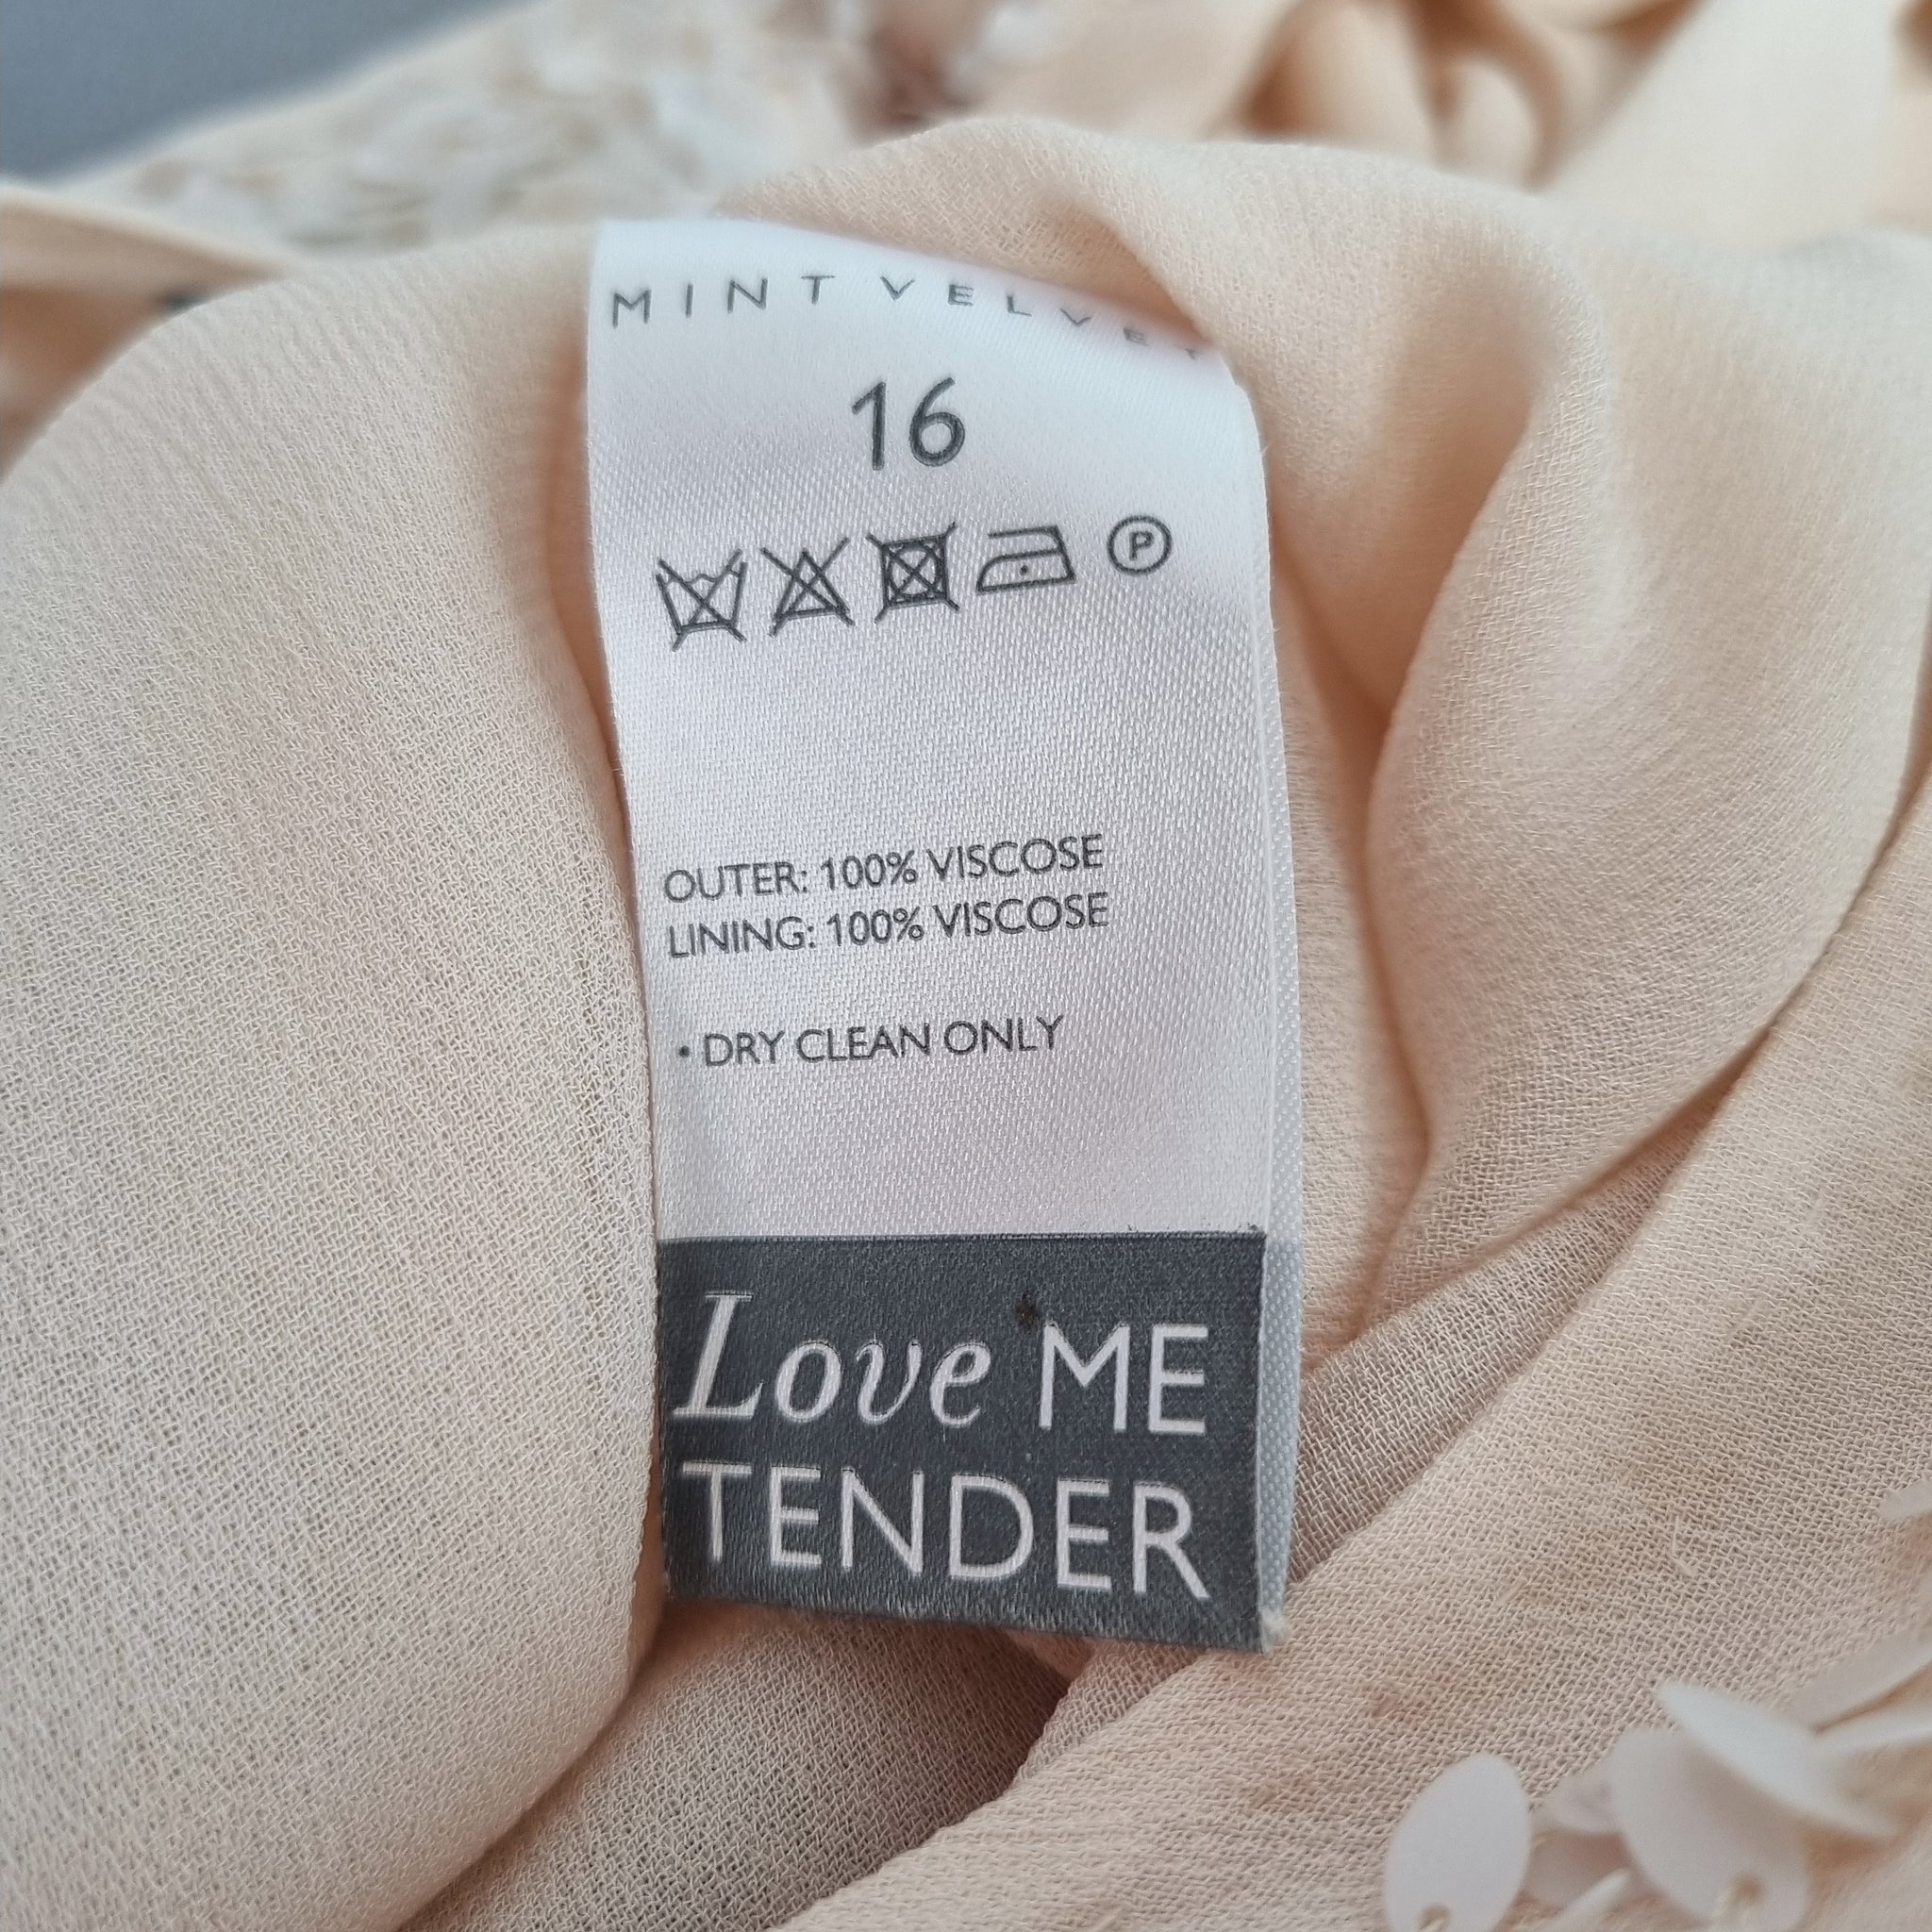 MINT VELVET
16
P
OUTER: 100% VISCOSE
LINING: 100% VISCOSE
• DRY CLEAN ONLY
Love ME
TENDER